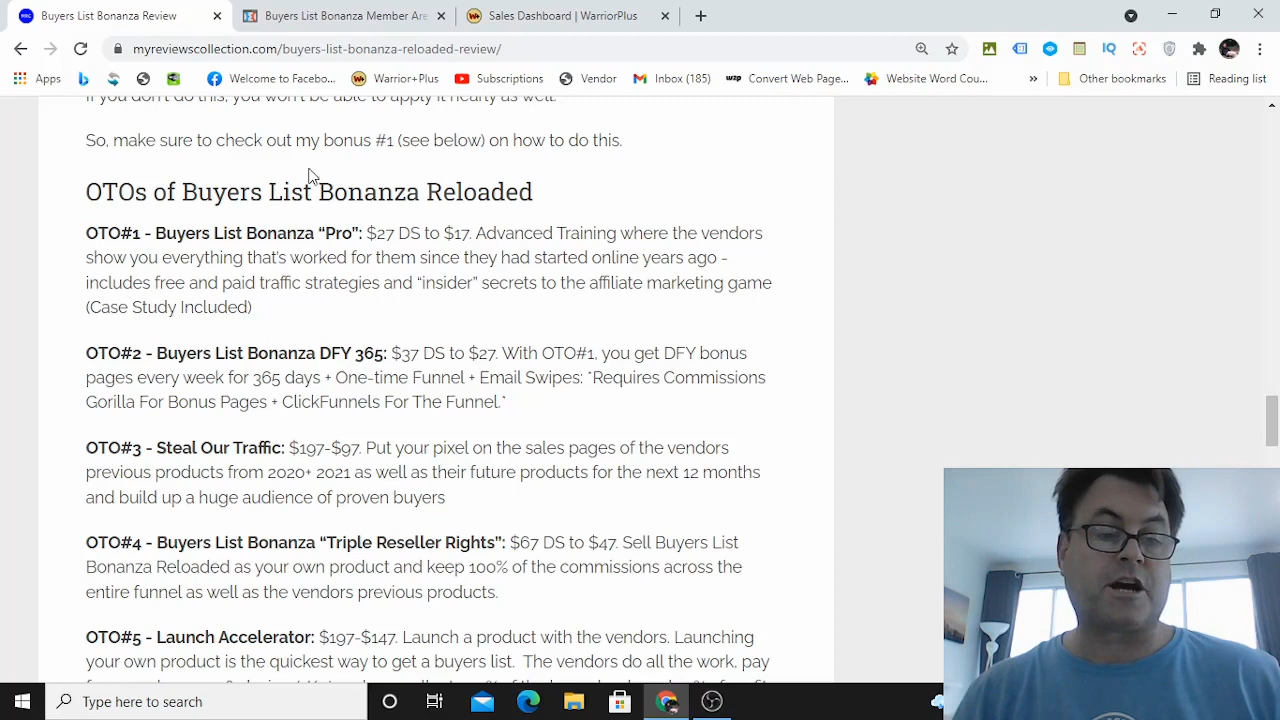 Buyers List Bonanza Review
Buyers List Bonanza Member Are
Sales Dashboard | WarriorPlus
myreviewscollection.com/buyers-list-bonanza-reloaded-review/
Apps
Welcome to Facebo...
Warrior+Plus
Subscriptions
Vendor
Inbox (185)
Convert Web Page...
Website Word Cou...
Other bookmarks
Reading list
If you don't do this, you won't be able to apply it nearly as well.
So, make sure to check out my bonus #1 (see below) on how to do this.
OTOs of Buyers List Bonanza Reloaded
OTO#1 - Buyers List Bonanza “Pro”: $27 DS to $17. Advanced Training where the vendors
show you everything that’s worked for them since they had started online years ago -
includes free and paid traffic strategies and “insider” secrets to the affiliate marketing game
(Case Study Included)
OTO#2 - Buyers List Bonanza DFY 365: $37 DS to $27. With OTO#1, you get DFY bonus
pages every week for 365 days + One-time Funnel + Email Swipes: *Requires Commissions
Gorilla For Bonus Pages + ClickFunnels For The Funnel.*
OTO#3 - Steal Our Traffic: $197-$97. Put your pixel on the sales pages of the vendors
previous products from 2020+ 2021 as well as their future products for the next 12 months
and build up a huge audience of proven buyers
OTO#4 - Buyers List Bonanza “Triple Reseller Rights”: $67 DS to $47. Sell Buyers List
Bonanza Reloaded as your own product and keep 100% of the commissions across the
entire funnel as well as the vendors previous products.
OTO#5 - Launch Accelerator: $197-$147. Launch a product with the vendors. Launching
your own product is the quickest way to get a buyers list. The vendors do all the work, pay
Type here to search